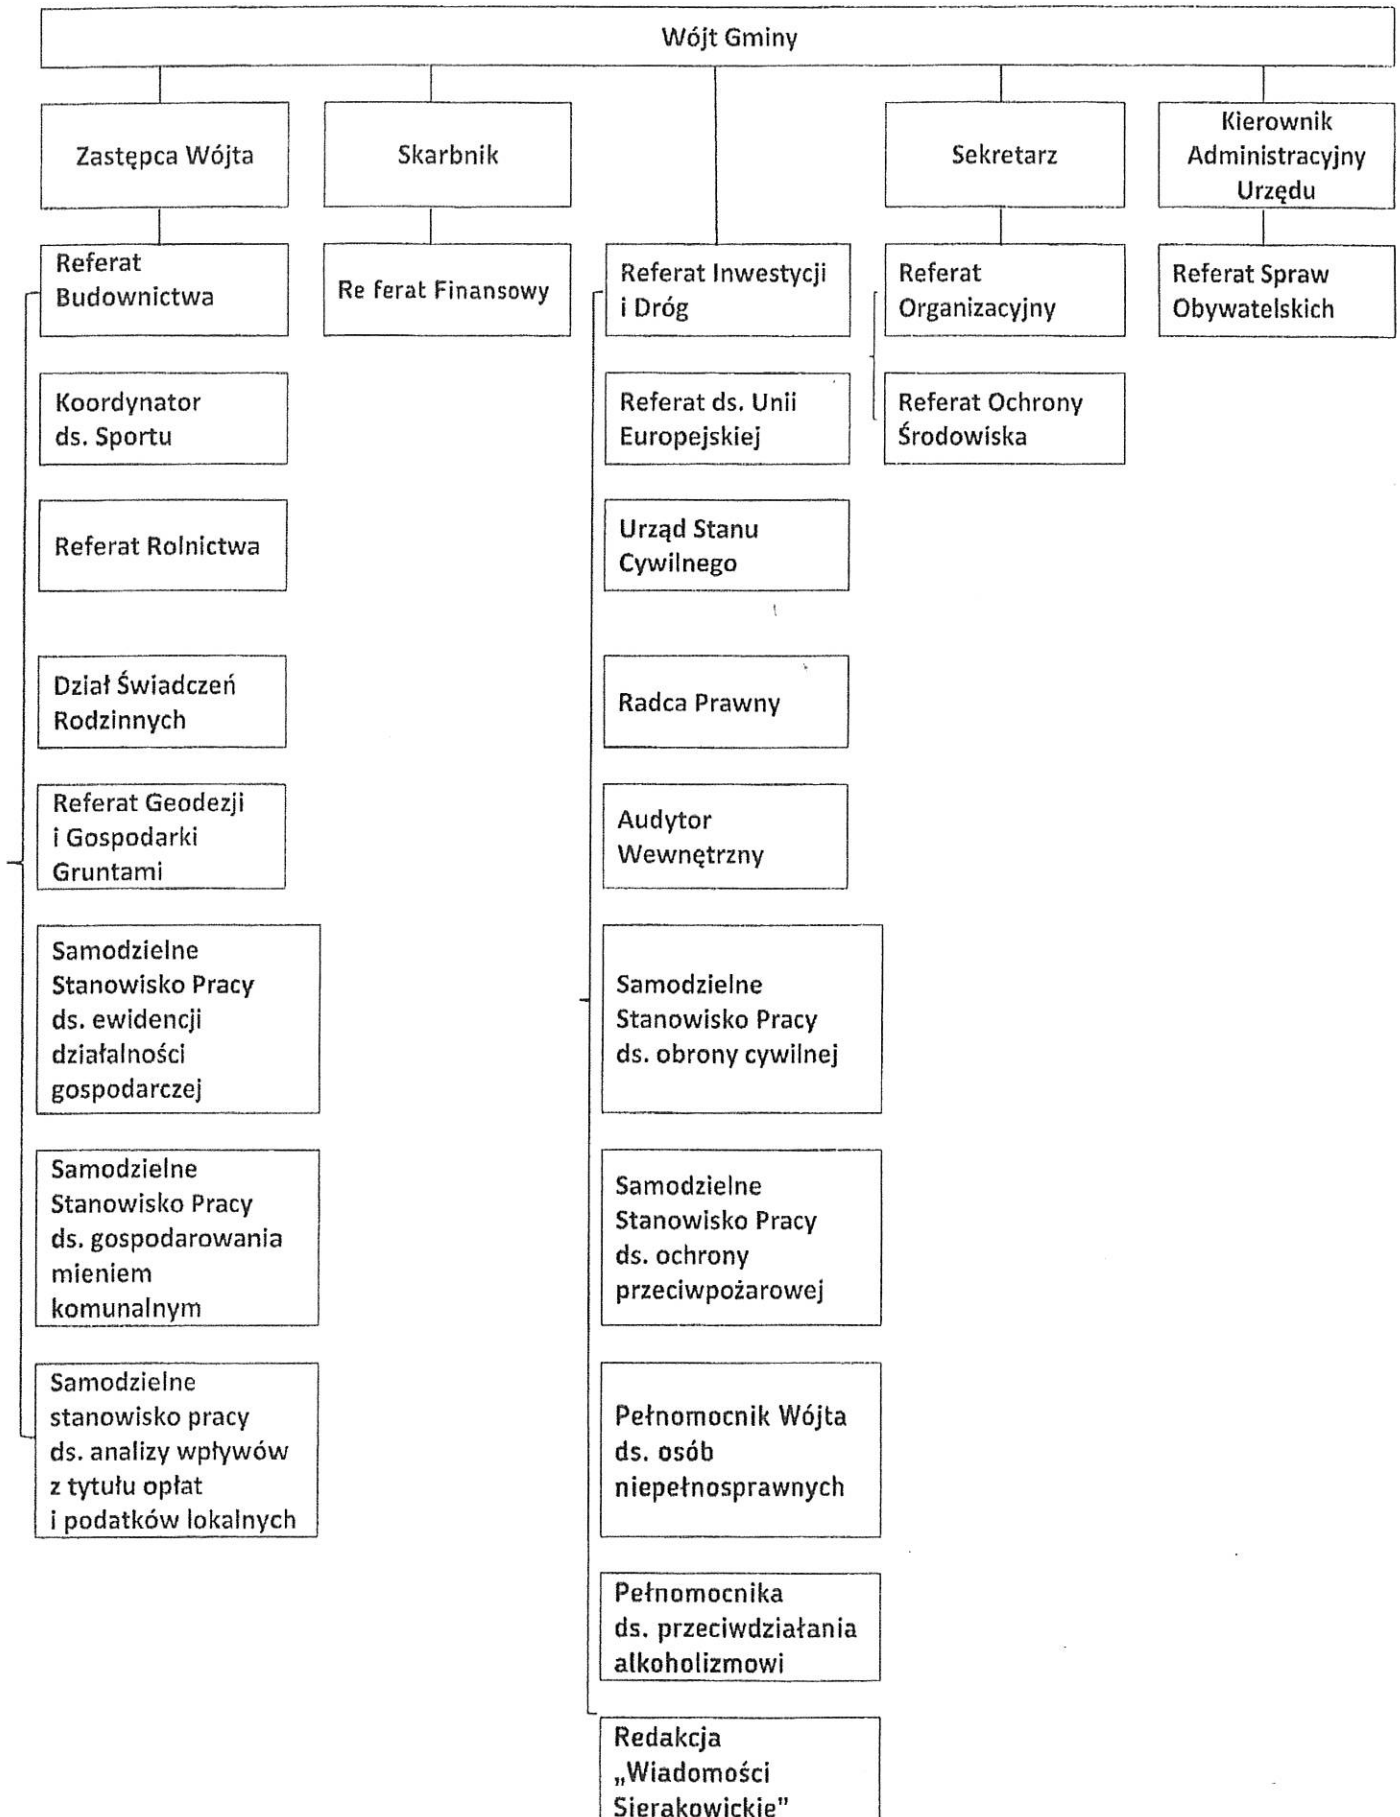 Wójt Gminy
Zastępca Wójta
Skarbnik
Sekretarz
Kierownik
Administracyjny
Urzędu
Referat
Budownictwa
Re ferat Finansowy
Referat Inwestycji
i Dróg
Referat
Organizacyjny
Referat Spraw
Obywatelskich
Koordynator
ds. Sportu
Referat ds. Unii
Europejskiej
Referat Ochrony
Środowiska
Referat Rolnictwa
Urząd Stanu
Cywilnego
Dział Świadczeń
Rodzinnych
Radca Prawny
Referat Geodezji
i Gospodarki
Gruntami
Audytor
Wewnętrzny
Samodzielne
Stanowisko Pracy
ds. ewidencji
działalności
gospodarczej
Samodzielne
Stanowisko Pracy
ds. obrony cywilnej
Samodzielne
Stanowisko Pracy
ds. gospodarowania
mieniem
komunalnym
Samodzielne
Stanowisko Pracy
ds. ochrony
przeciwpożarowej
Samodzielne
stanowisko pracy
ds. analizy wpływów
z tytułu opłat
i podatków lokalnych
Pełnomocnik Wójta
ds. osób
niepełnosprawnych
Pełnomocnika
ds. przeciwdziałania
alkoholizmowi
Redakcja
„Wiadomości
Sierakowickie"